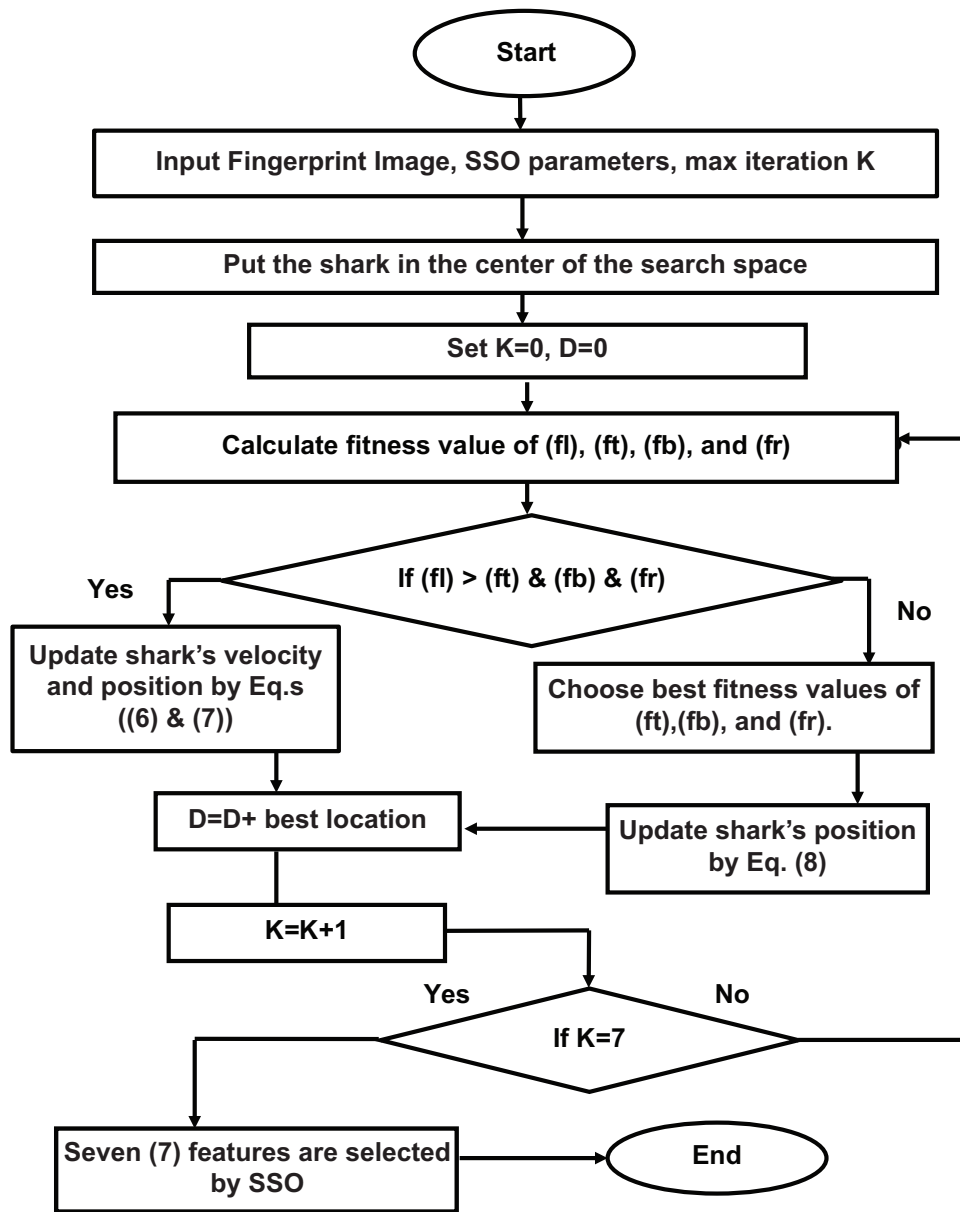 Start
Input Fingerprint Image, SSO parameters, max iteration K
Put the shark in the center of the search space
Set K=0, D=0
Calculate fitness value of (fl), (ft), (fb), and (fr)
If (fl) > (ft) & (fb) & (fr)
Yes
No
Update shark’s velocity
and position by Eq.s
((6) & (7))
Choose best fitness values of
(ft),(fb), and (fr).
D=D+ best location
Update shark’s position
by Eq. (8)
K=K+1
Yes
No
If K=7
Seven (7) features are selected
by SSO
End